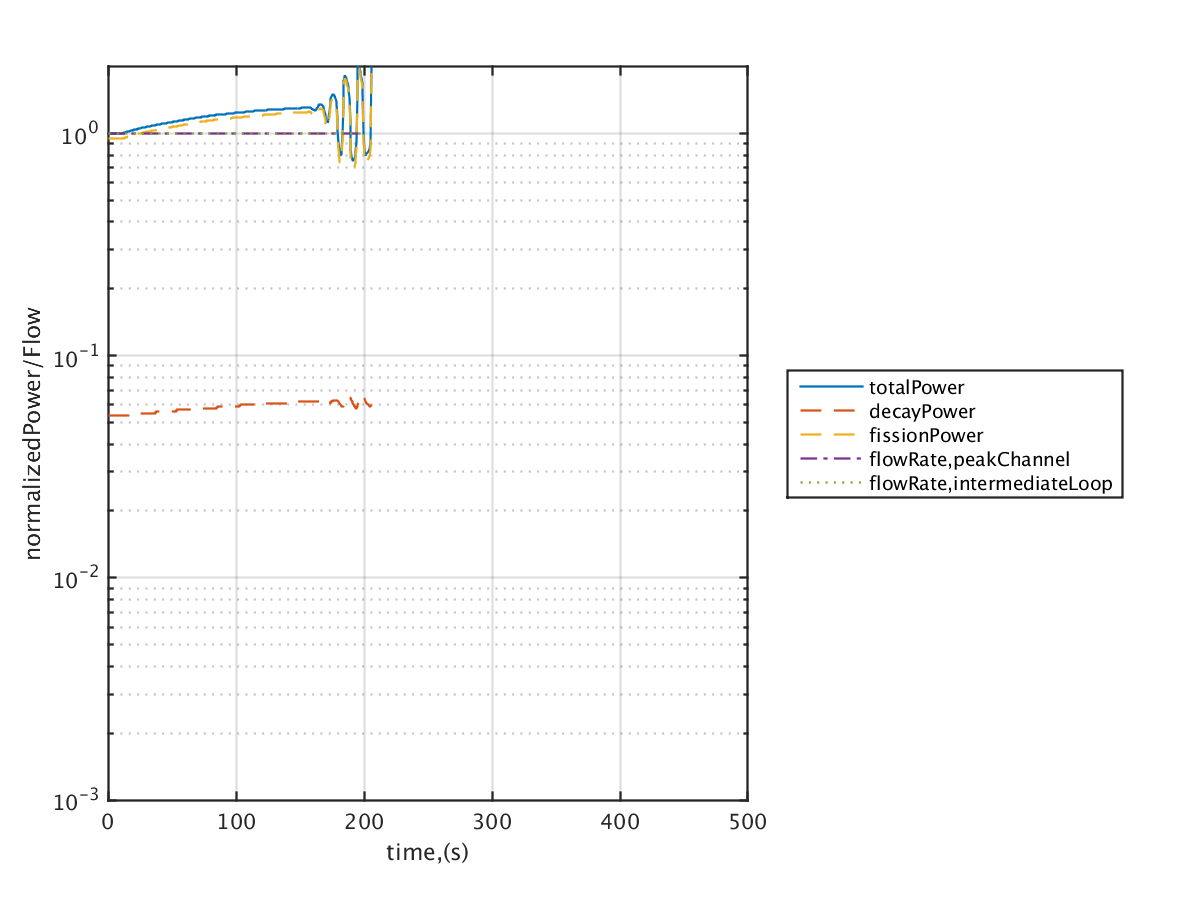 10^0
10^-1
10^-2
10^-3
normalizedPower/Flow
0 100 200 300 400 500
time,(s)
totalPower
decayPower
fissionPower
flowRate,peakChannel
flowRate,intermediateLoop